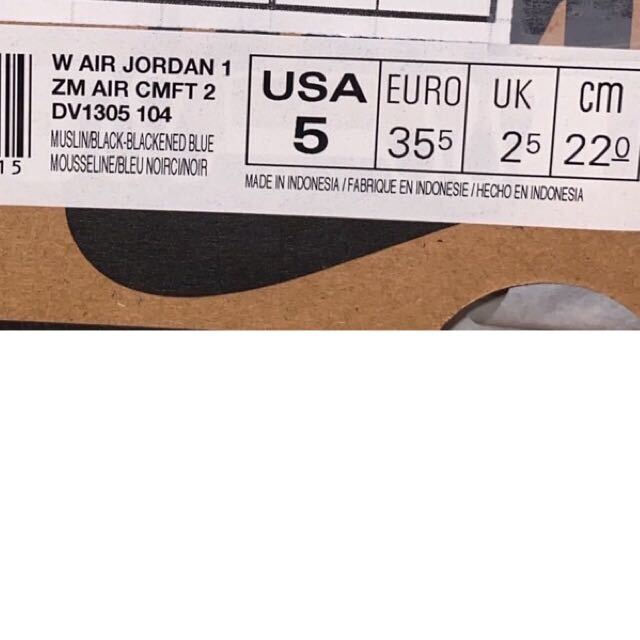 W AIR JORDAN 1
ZM AIR CMFT 2
DV1305 104
MUSLIN/BLACK-BLACKENED BLUE
MOUSSELINE/BLEU NOIRCI/NOIR
15
USA EURO UK cm
5 355 25 220
MADE IN INDONESIA / FABRIQUE EN INDONESIE / HECHO EN INDONESIA